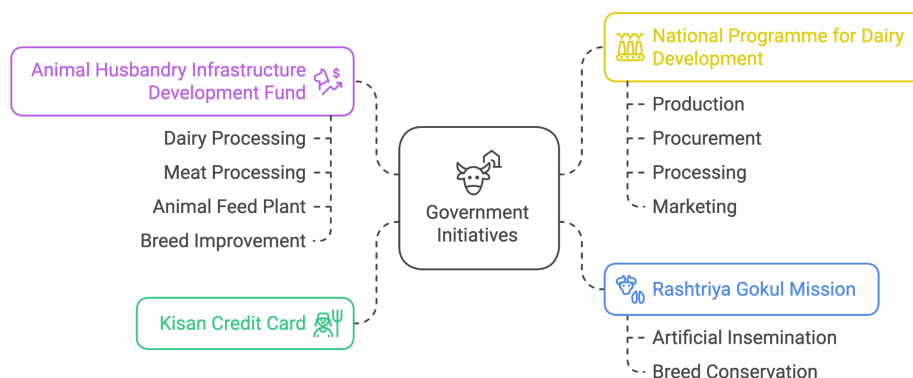 Animal Husbandry Infrastructure
Development Fund
Dairy Processing
Meat Processing
Animal Feed Plant
Breed Improvement
Kisan Credit Card
Government
Initiatives
National Programme for Dairy
Development
Production
Procurement
Processing
Marketing
Rashtriya Gokul Mission
Artificial Insemination
Breed Conservation